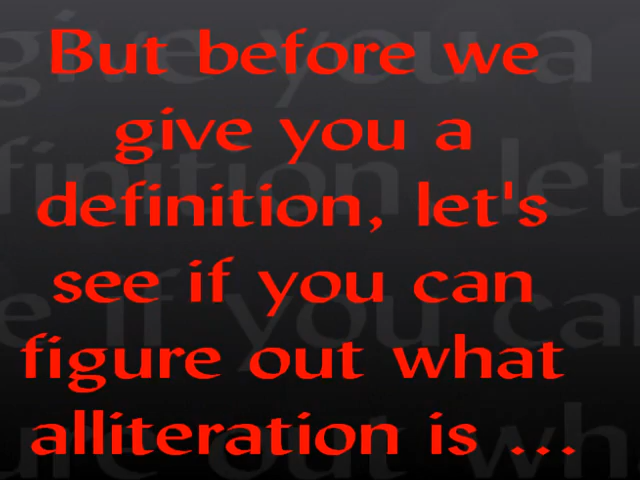 But before we
give you a
definition, let's
see if you can
figure out what
alliteration is ...